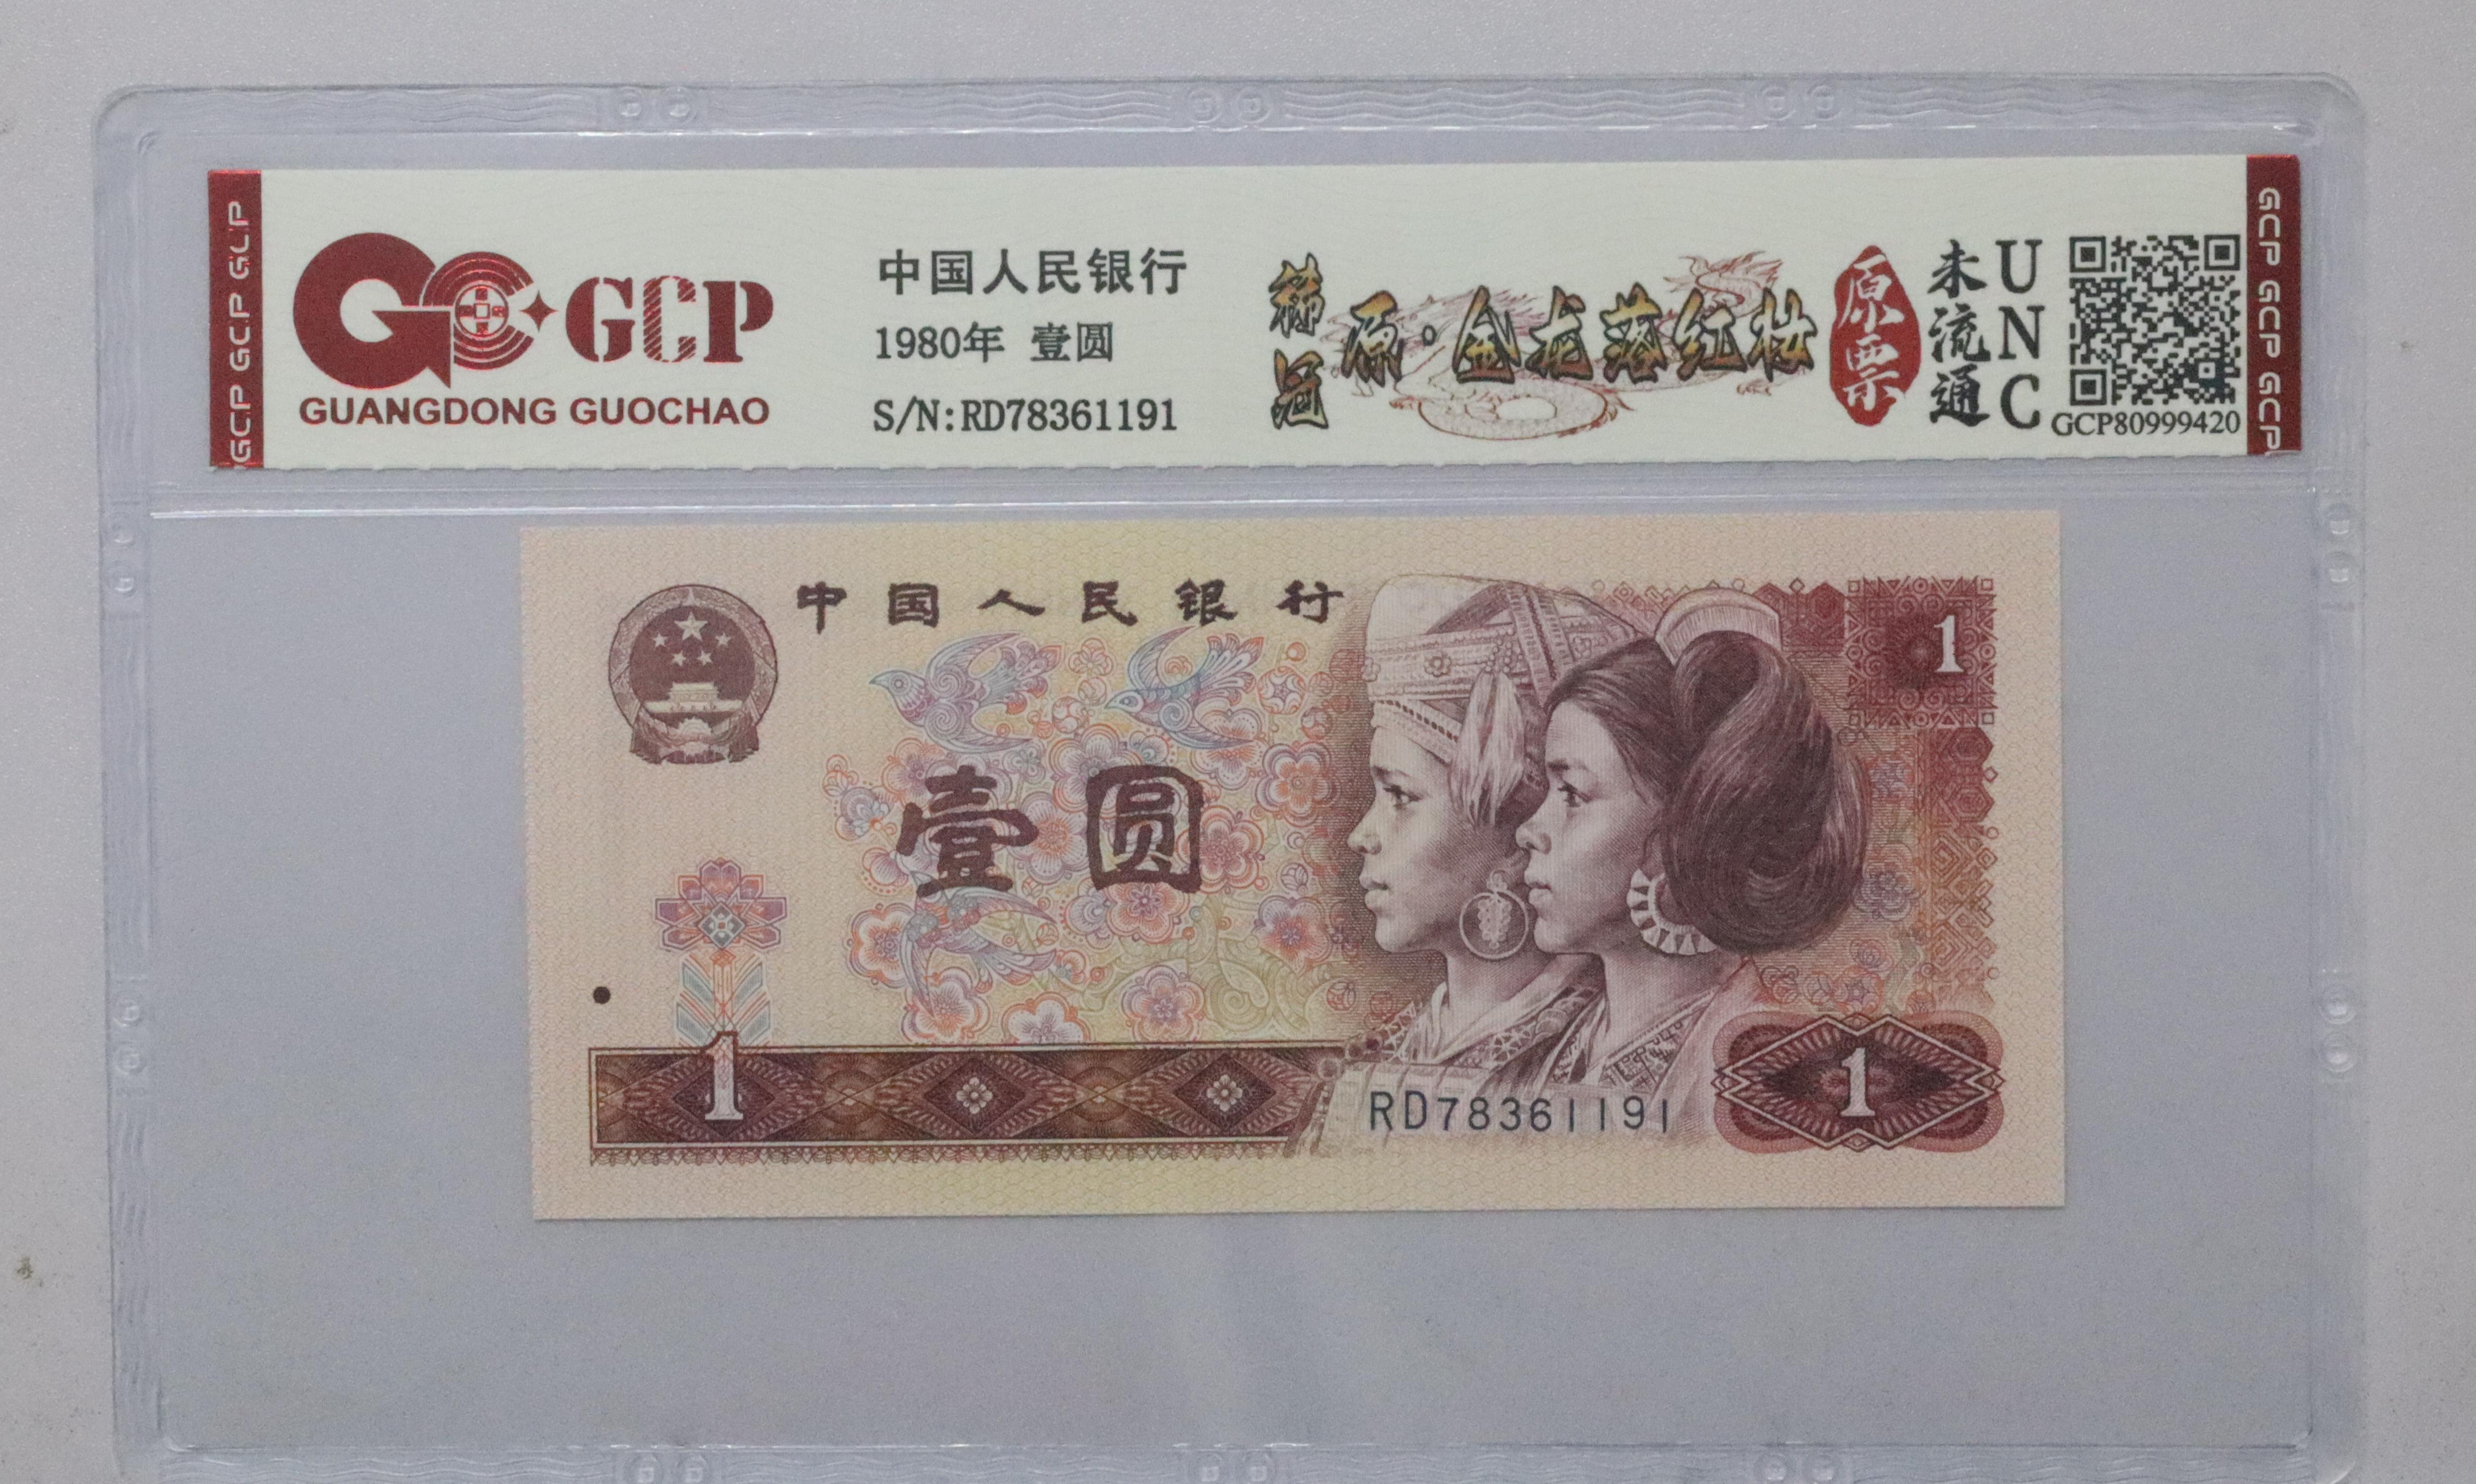 GCP GCP GCP
GCP
GUANGDONG GUOCHAO
中国人民银行
1980年 壹圆
S/N:RD78361191
冠
原·金龙落红妆
原票
未流通
UNC
GCP80999420
GCP GCP GCP
中国人民银行
1
壹圆
1
RD78361191
1